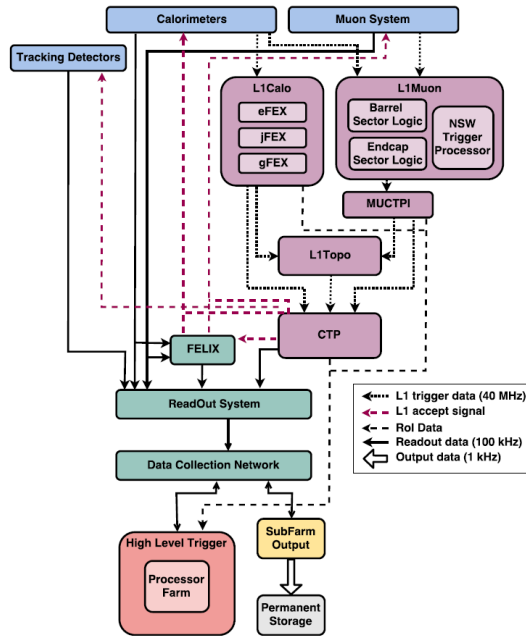 Calorimeters
Muon System
Tracking Detectors
L1Calo
eFEX
jFEX
gFEX
L1Muon
Barrel
Sector Logic
Endcap
Sector Logic
NSW
Trigger
Processor
MUCTPI
L1Topo
CTP
FELIX
ReadOut System
Data Collection Network
L1 trigger data (40 MHz)
L1 accept signal
RoI Data
Readout data (100 kHz)
Output data (1 kHz)
High Level Trigger
Processor
Farm
SubFarm
Output
Permanent
Storage